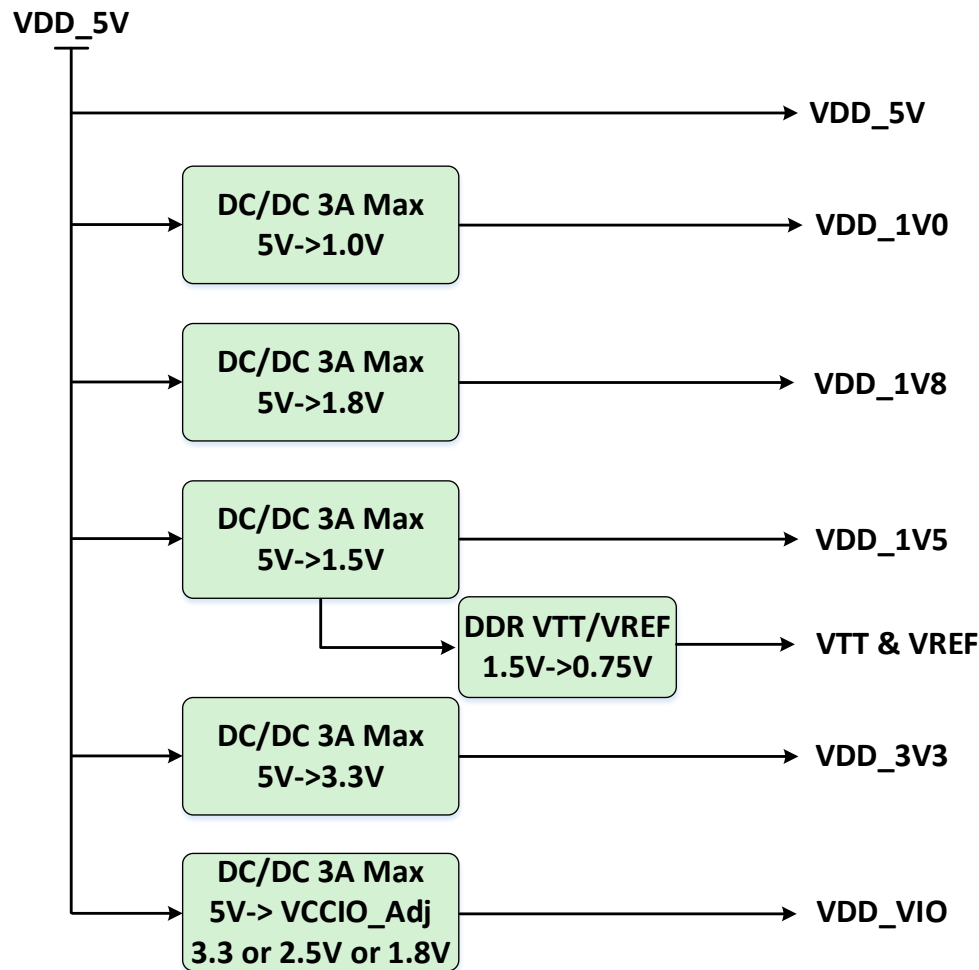 VDD_5V
VDD_5V
DC/DC 3A Max
5V->1.0V
VDD_1V0
DC/DC 3A Max
5V->1.8V
VDD_1V8
DC/DC 3A Max
5V->1.5V
VDD_1V5
DDR VTT/VREF
1.5V->0.75V
VTT & VREF
DC/DC 3A Max
5V->3.3V
VDD_3V3
DC/DC 3A Max
5V-> VCCIO_Adj
3.3 or 2.5V or 1.8V
VDD_VIO